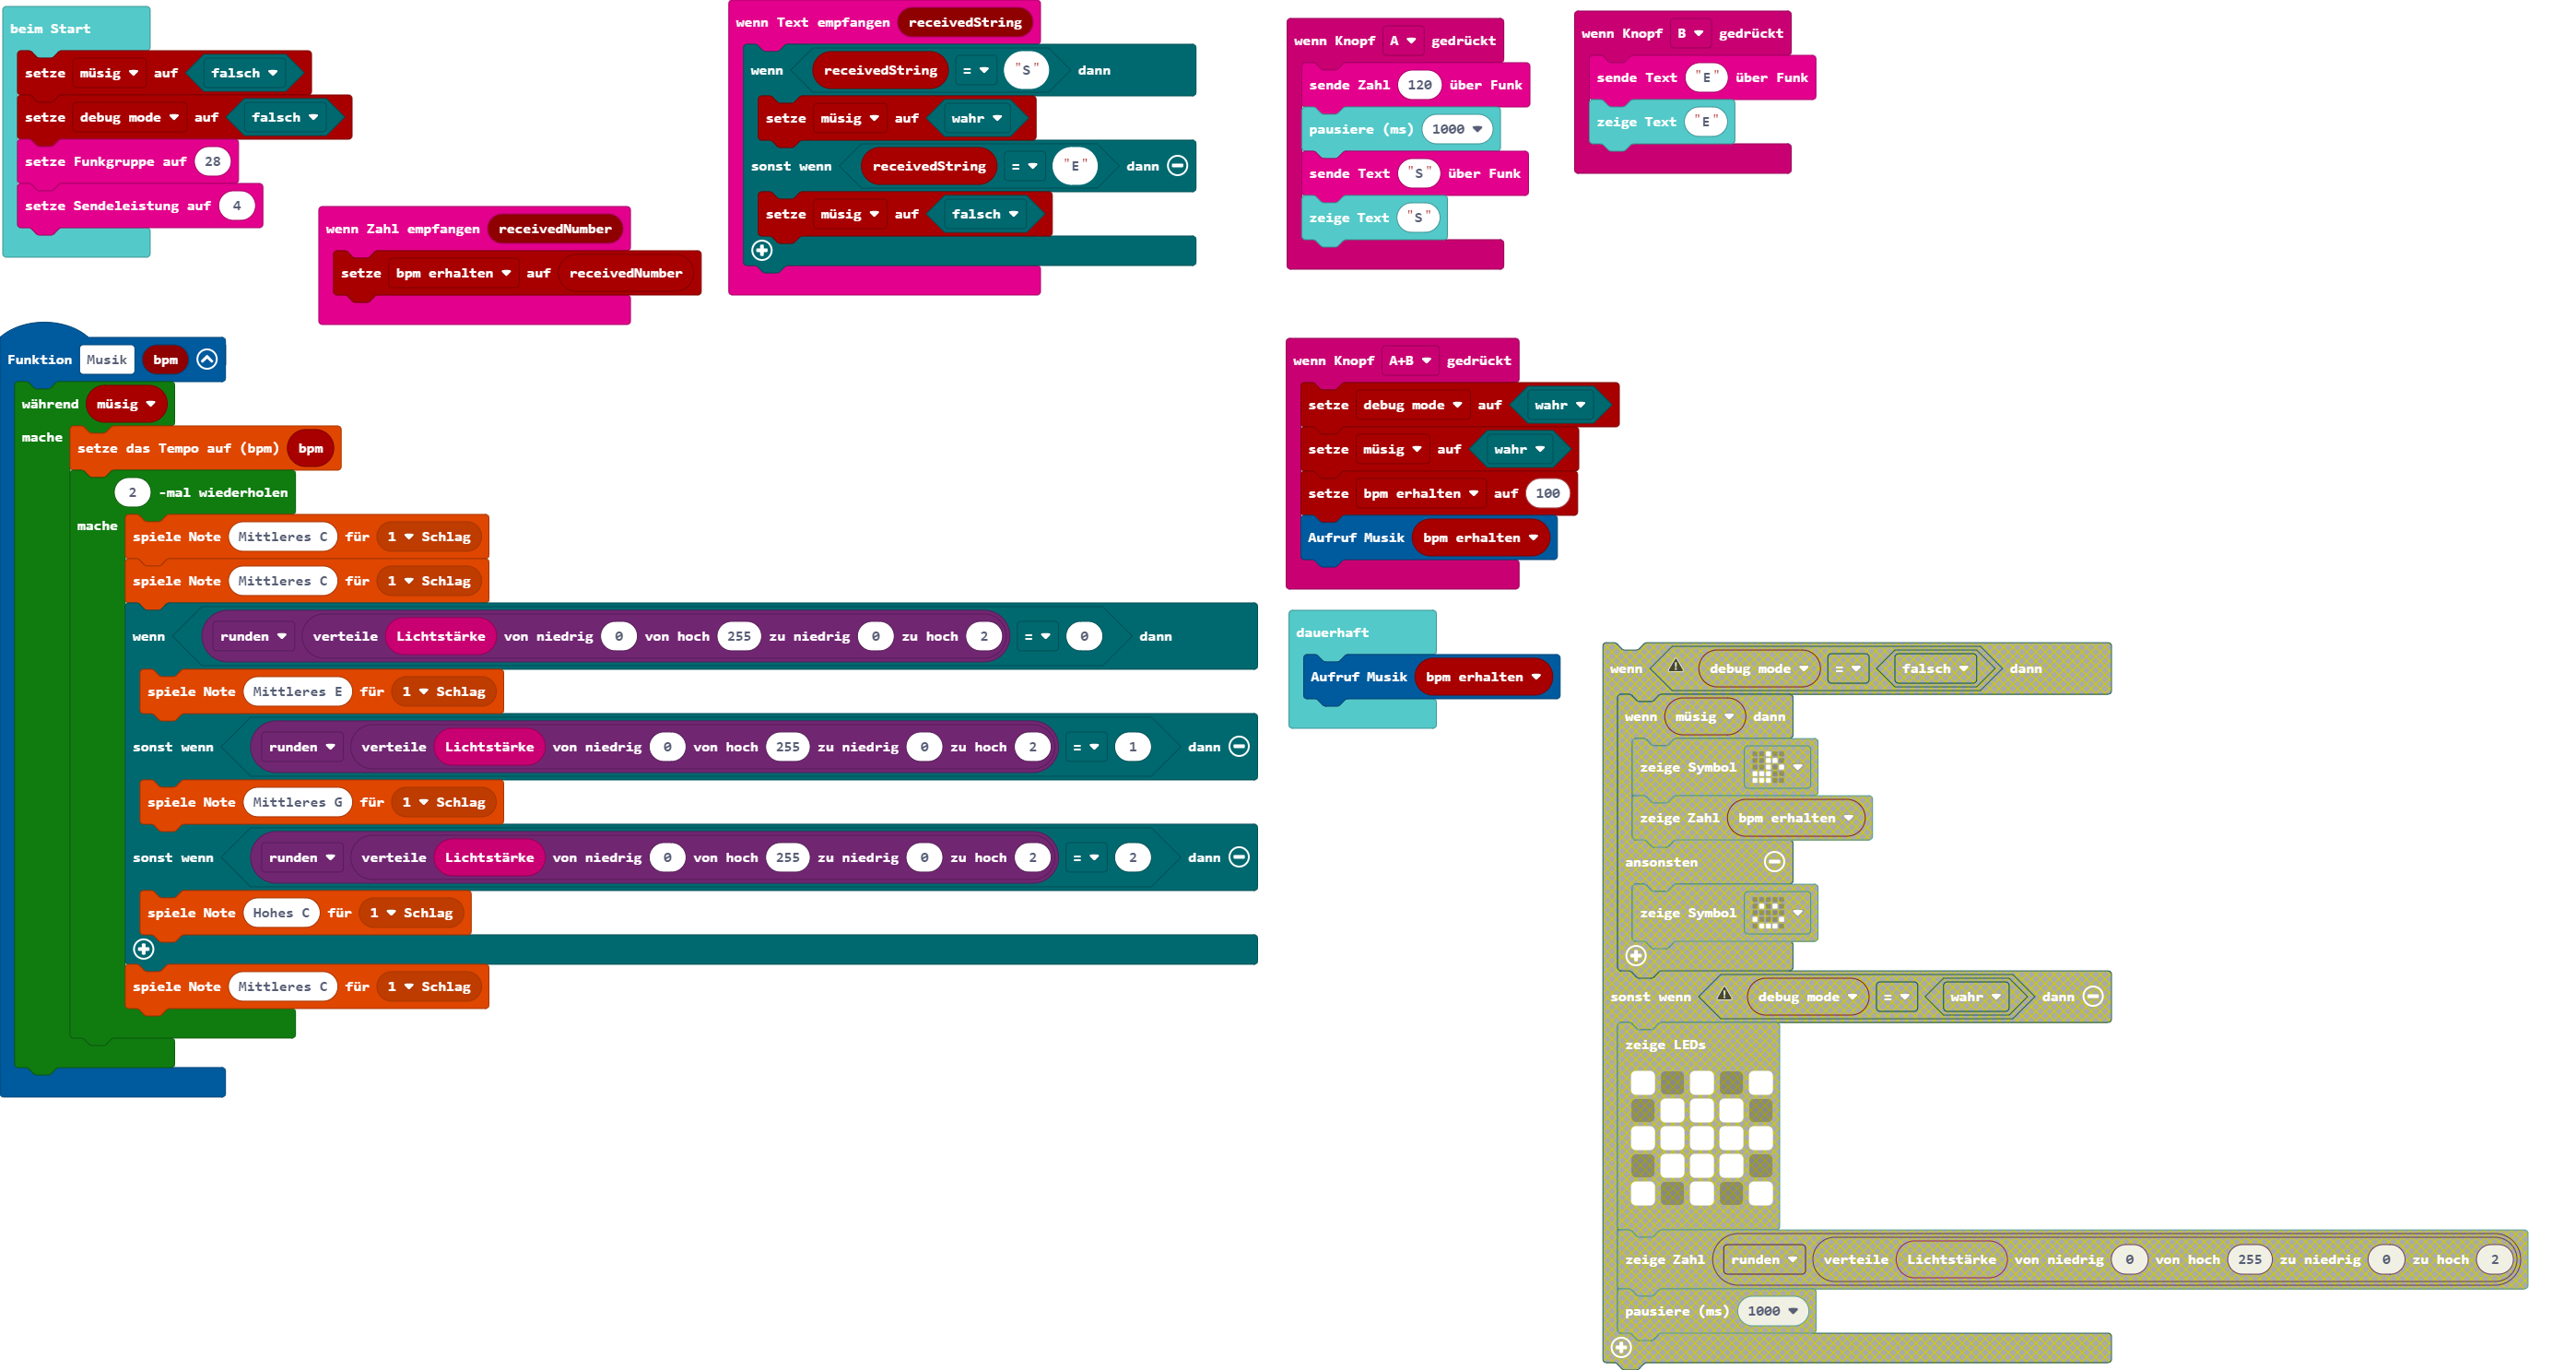 beim Start
setze müsig auf falsch
setze debug mode auf falsch
setze Funkgruppe auf 28
setze Sendeleistung auf 4
wenn Zahl empfangen receivedNumber
setze bpm erhalten auf receivedNumber
wenn Text empfangen receivedString
wenn receivedString = "S" dann
setze müsig auf wahr
sonst wenn receivedString = "E" dann
setze müsig auf falsch
wenn Knopf A gedrückt
sende Zahl 120 über Funk
pausiere (ms) 1000
sende Text "S" über Funk
zeige Text "S"
wenn Knopf B gedrückt
sende Text "E" über Funk
zeige Text "E"
Funktion Musik bpm
während müsig
mache
setze das Tempo auf (bpm) bpm
2 -mal wiederholen
mache
spiele Note Mittleres C für 1 Schlag
spiele Note Mittleres C für 1 Schlag
wenn runden verteile Lichtstärke von niedrig 0 von hoch 255 zu niedrig 0 zu hoch 2 = 0 dann
spiele Note Mittleres E für 1 Schlag
sonst wenn runden verteile Lichtstärke von niedrig 0 von hoch 255 zu niedrig 0 zu hoch 2 = 1 dann
spiele Note Mittleres G für 1 Schlag
sonst wenn runden verteile Lichtstärke von niedrig 0 von hoch 255 zu niedrig 0 zu hoch 2 = 2 dann
spiele Note Hohes C für 1 Schlag
spiele Note Mittleres C für 1 Schlag
wenn Knopf A+B gedrückt
setze debug mode auf wahr
setze müsig auf wahr
setze bpm erhalten auf 100
Aufruf Musik bpm erhalten
dauerhaft
Aufruf Musik bpm erhalten
wenn debug mode = falsch dann
wenn müsig dann
zeige Symbol
zeige Zahl bpm erhalten
ansonsten
zeige Symbol
sonst wenn debug mode = wahr dann
zeige LEDs
zeige Zahl runden verteile Lichtstärke von niedrig 0 von hoch 255 zu niedrig 0 zu hoch 2
pausiere (ms) 1000